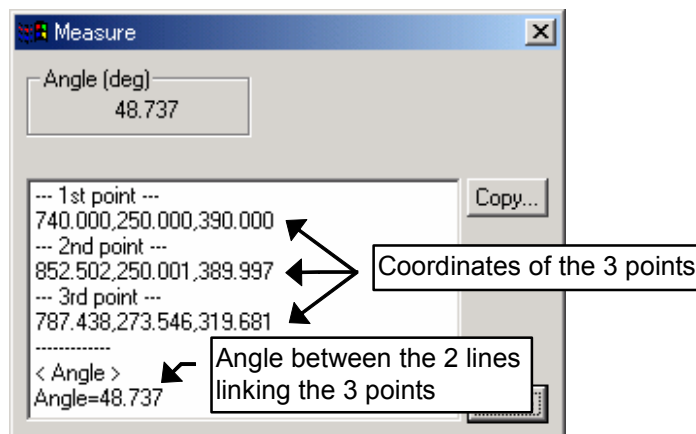 Measure
Angle (deg)
48.737
--- 1st point ---
740.000,250.000,390.000
--- 2nd point ---
852.502,250.001,389.997
--- 3rd point ---
787.438,273.546,319.681
-------------
< Angle >
Angle=48.737
Copy...
Coordinates of the 3 points
Angle between the 2 lines
linking the 3 points